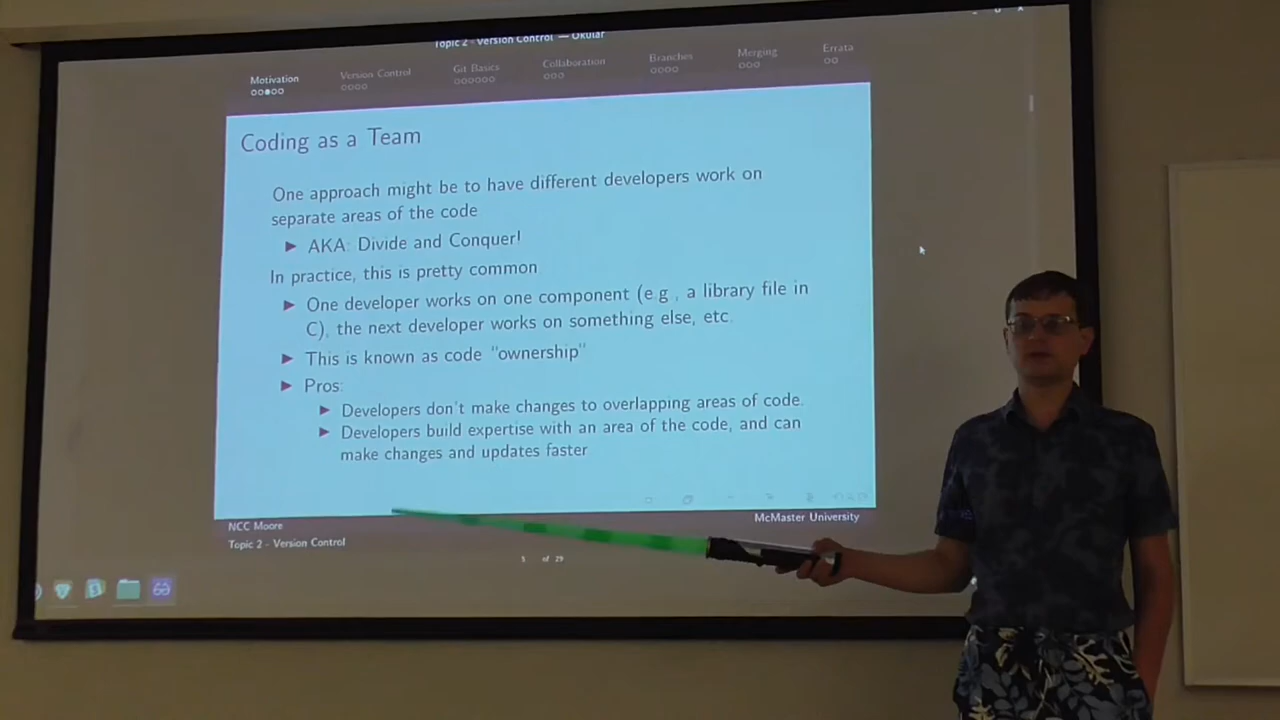 Topic 2 - Version Control — Okular
Motivation Version Control Git Basics Collaboration Branches Merging Errata
Coding as a Team
One approach might be to have different developers work on
separate areas of the code
▶ AKA: Divide and Conquer!
In practice, this is pretty common
▶ One developer works on one component (e.g., a library file in
C), the next developer works on something else, etc.
▶ This is known as code "ownership"
▶ Pros:
▶ Developers don't make changes to overlapping areas of code.
▶ Developers build expertise with an area of the code, and can
make changes and updates faster
NCC Moore McMaster University
Topic 2 - Version Control
5 of 29